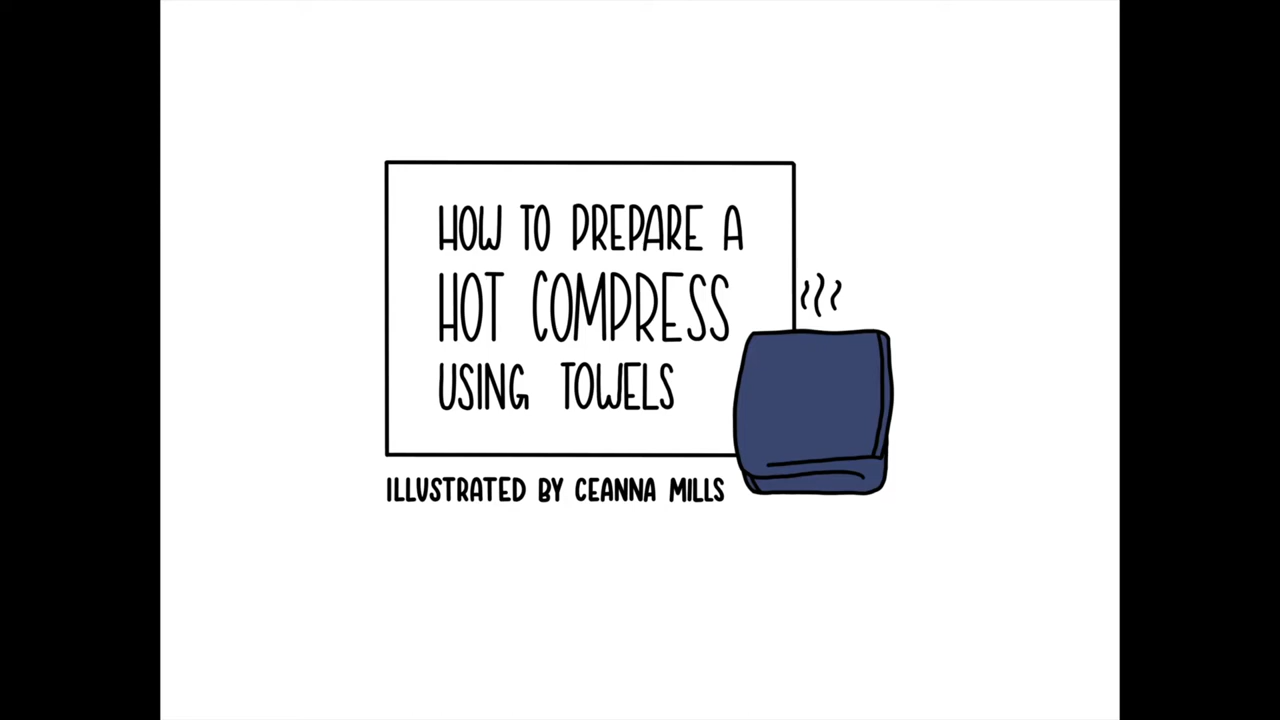 HOW TO PREPARE A
HOT COMPRESS
USING TOWELS
ILLUSTRATED BY CEANNA MILLS